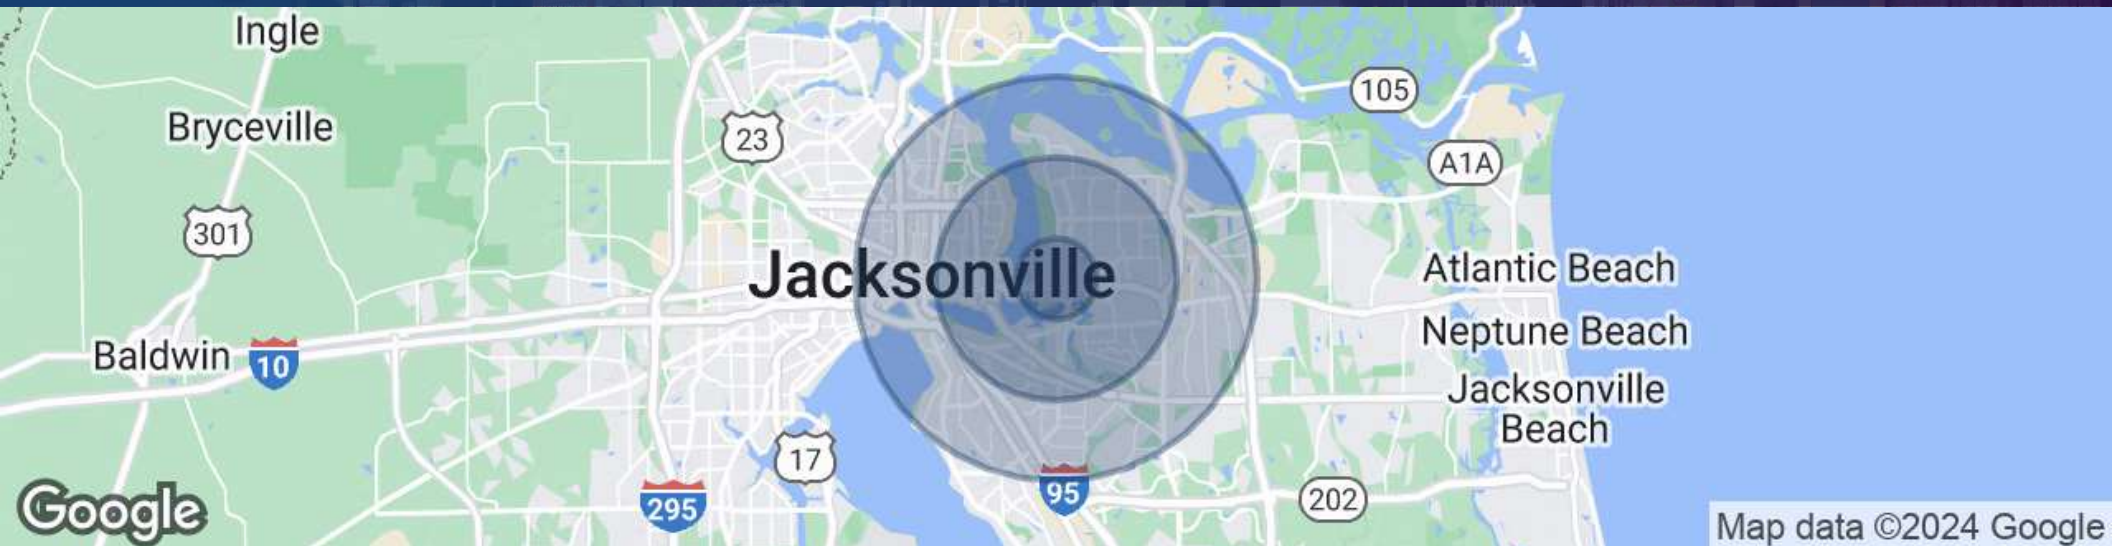 Ingle
105
Bryceville
23
A1A
301
Jacksonville
Atlantic Beach
Neptune Beach
Baldwin
10
Jacksonville
Beach
17
95
295
202
Google
Map data ©2024 Google